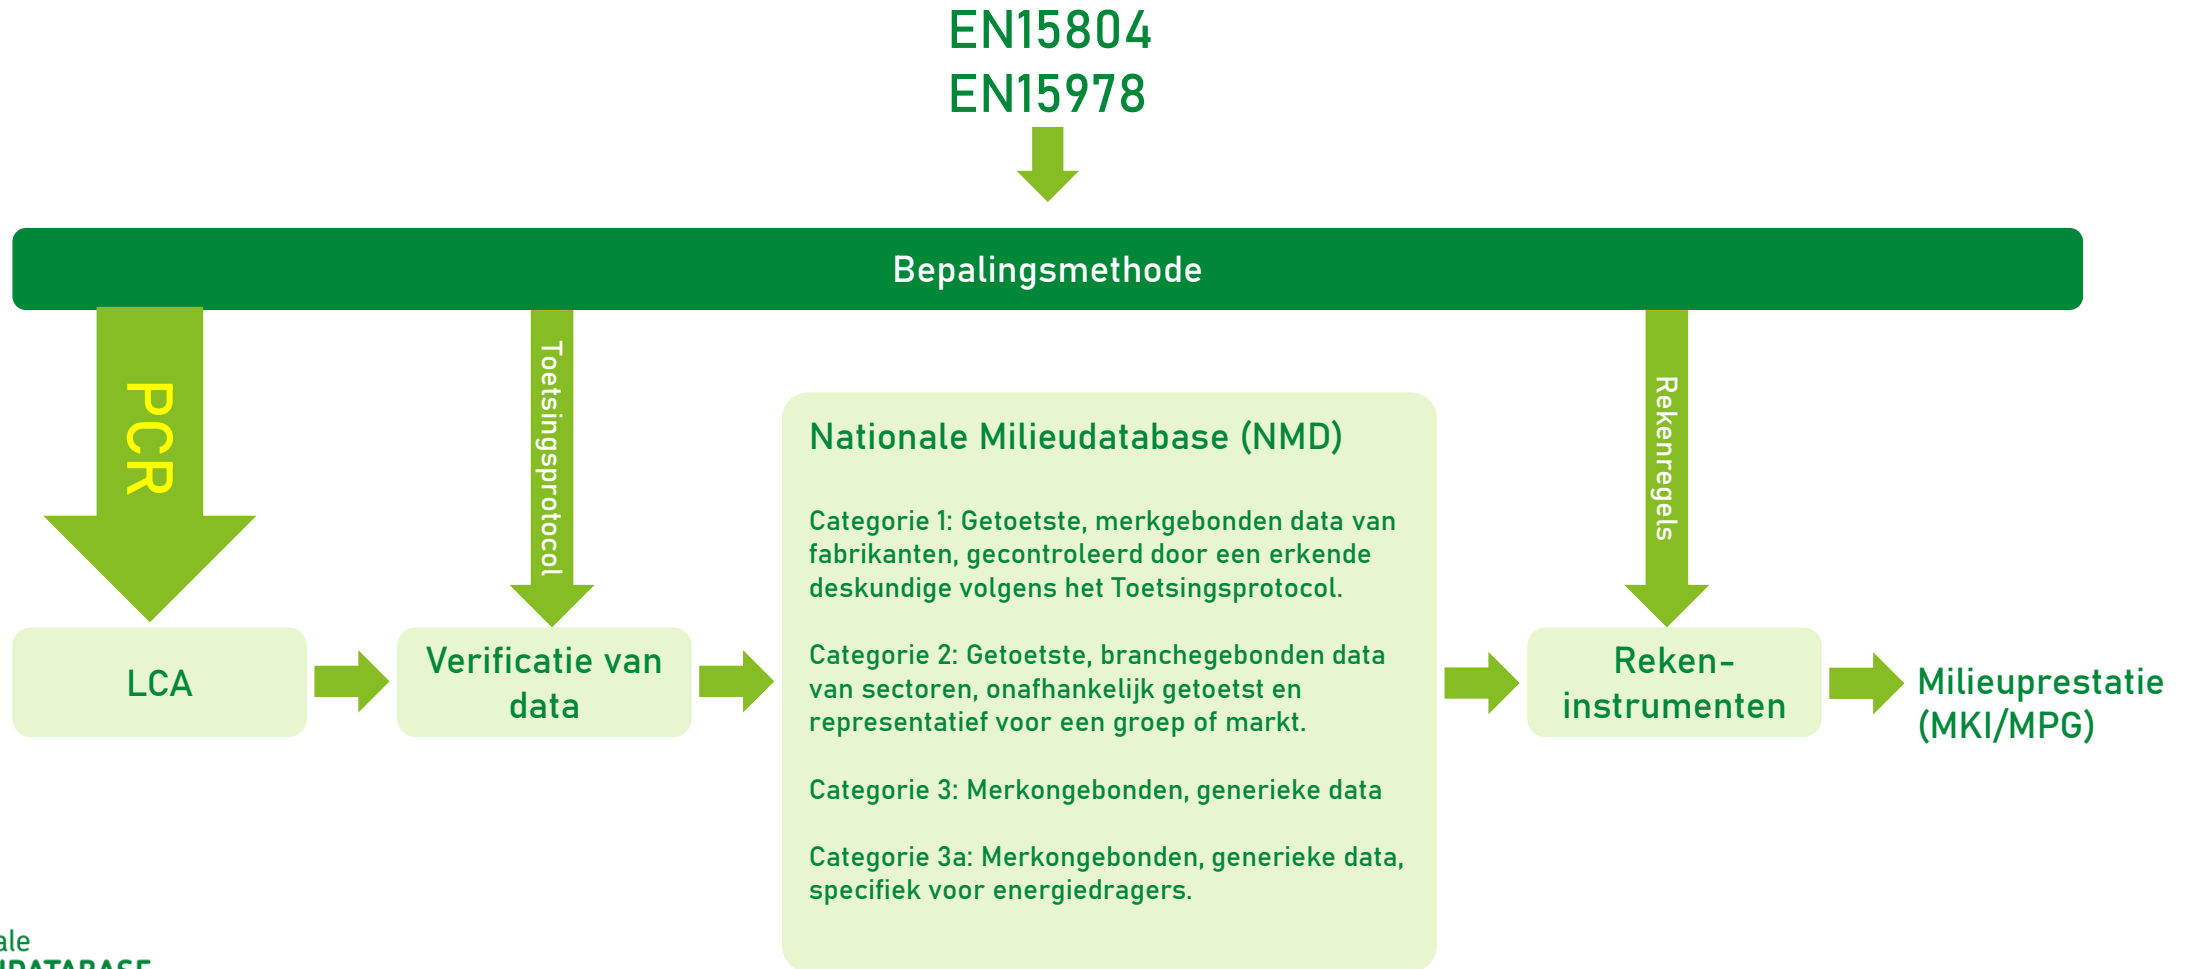 EN15804
EN15978
Bepalingsmethode
PCR
Toetsingsprotocol
Rekenregels
Nationale Milieudatabase (NMD)
Categorie 1: Getoetste, merkgebonden data van
fabrikanten, gecontroleerd door een erkende
deskundige volgens het Toetsingsprotocol.
Categorie 2: Getoetste, branchegebonden data
van sectoren, onafhankelijk getoetst en
representatief voor een groep of markt.
Categorie 3: Merkongebonden, generieke data
Categorie 3a: Merkongebonden, generieke data,
specifiek voor energiedragers.
LCA
Verificatie van
data
Reken-
instrumenten
Milieuprestatie
(MKI/MPG)